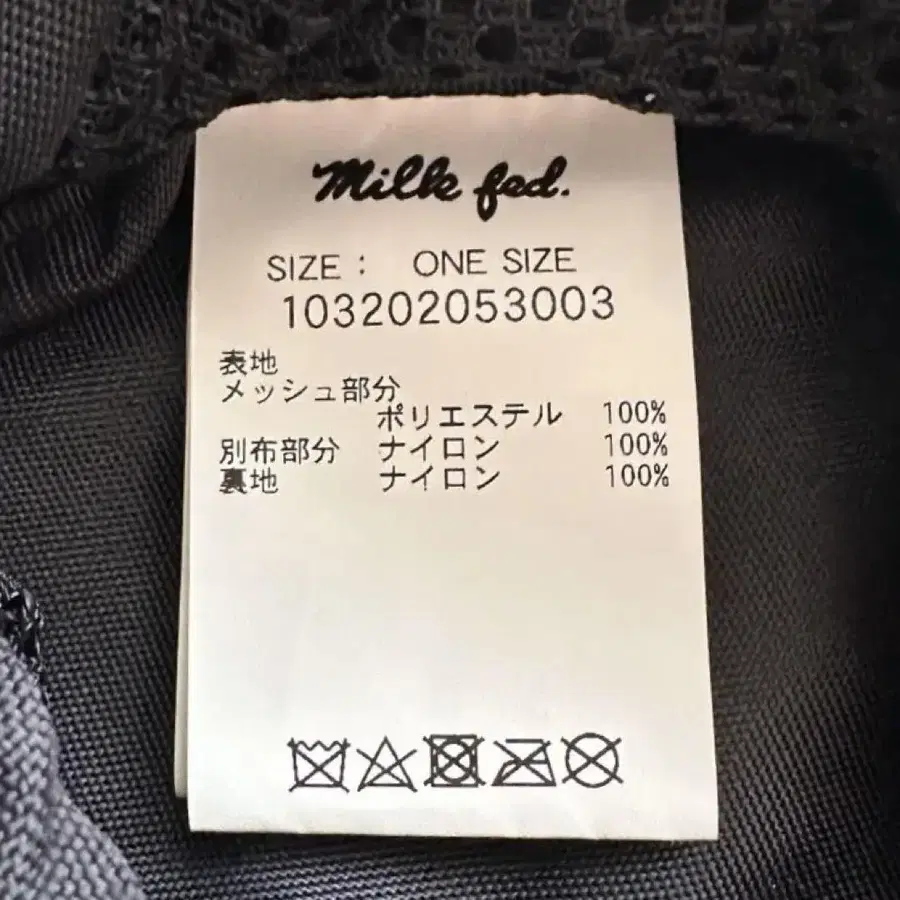 Milk fed.
SIZE : ONE SIZE
103202053003
表地
メッシュ部分
ポリエステル 100%
別布部分 ナイロン 100%
裏地 ナイロン 100%